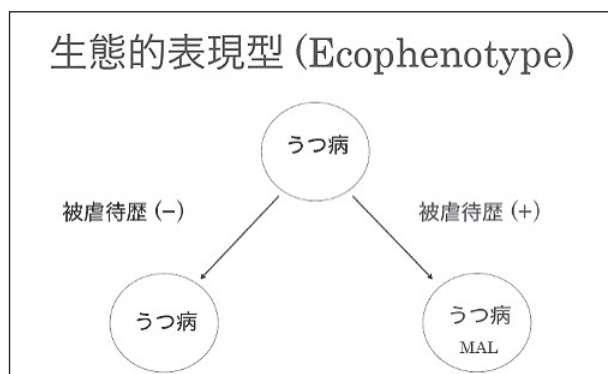 生態的表現型 (Ecophenotype)
うつ病
被虐待歴 (−)
被虐待歴 (+)
うつ病
うつ病
MAL